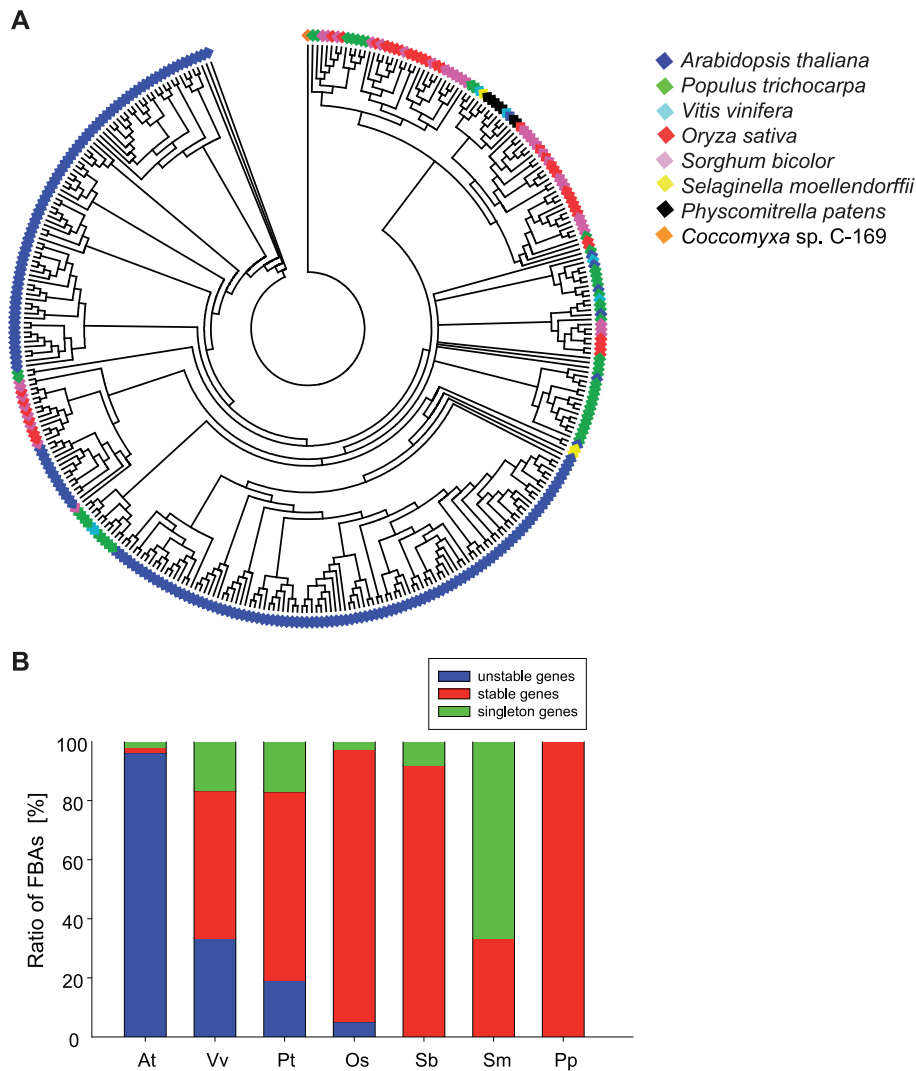 A
Arabidopsis thaliana
Populus trichocarpa
Vitis vinifera
Oryza sativa
Sorghum bicolor
Selaginella moellendorffii
Physcomitrella patens
Coccomyxa sp. C-169
B
unstable genes
stable genes
singleton genes
Ratio of FBAs [%]
100
80
60
40
20
0
At Vv Pt Os Sb Sm Pp